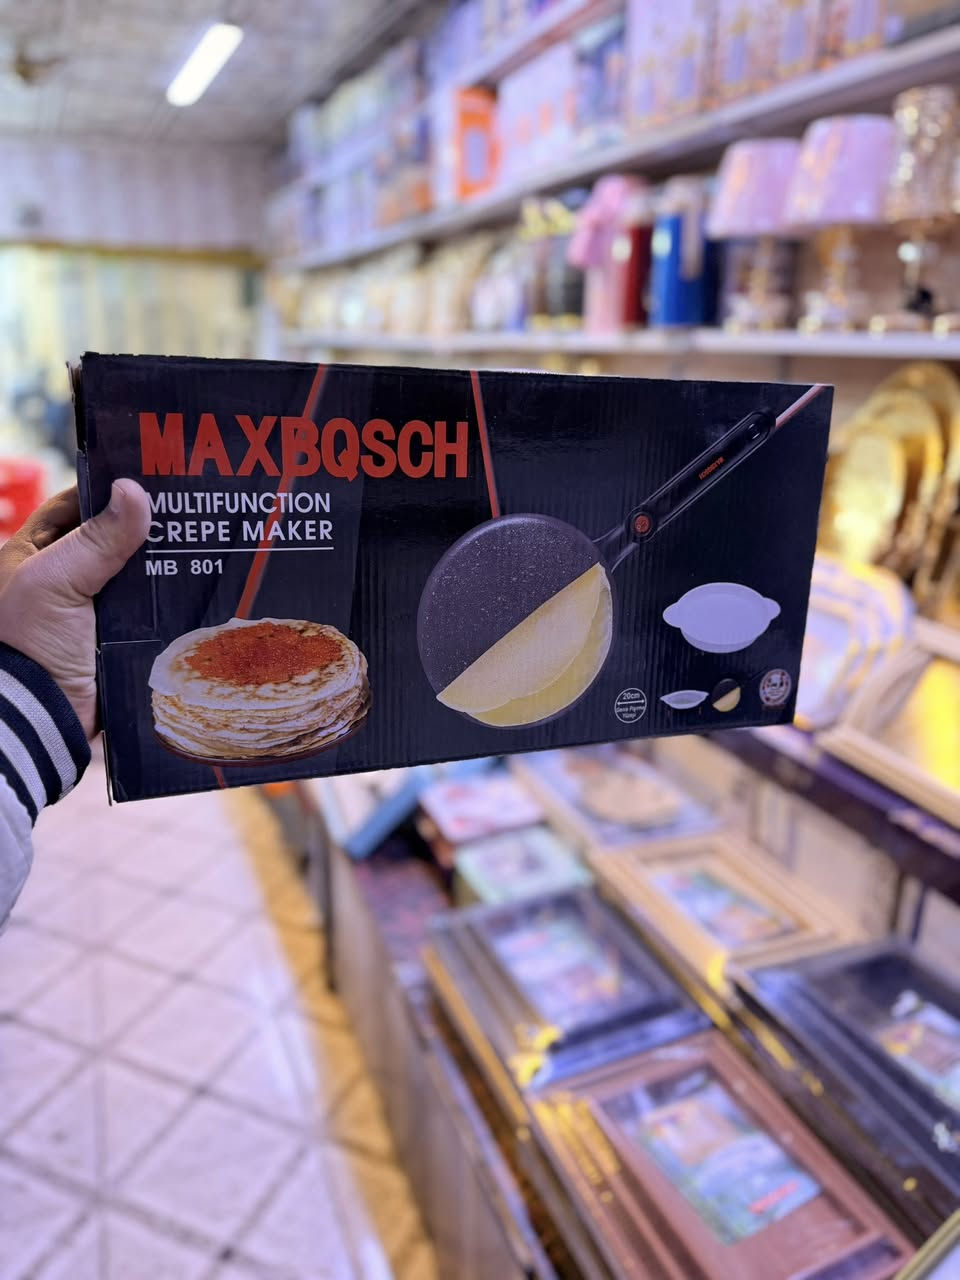 MAXBQSCH
MULTIFUNCTION
CREPE MAKER
MB 801
20cm